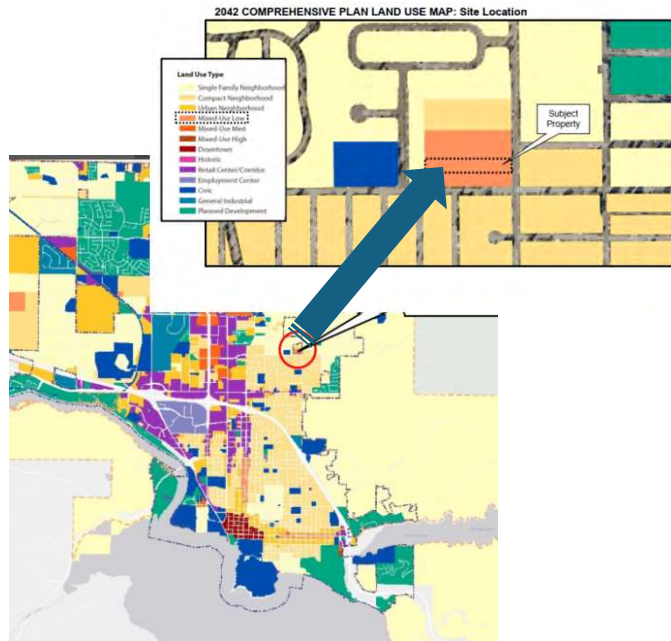 2042 COMPREHENSIVE PLAN LAND USE MAP: Site Location
Land Use Type
Single Family Neighborhood
Compact Neighborhood
Urban Neighborhood
Mixed-Use Low
Mixed-Use Med
Mixed-Use High
Downtown
Historic
Retail Center/Corridor
Employment Center
Civic
General Industrial
Planned Development
Subject
Property